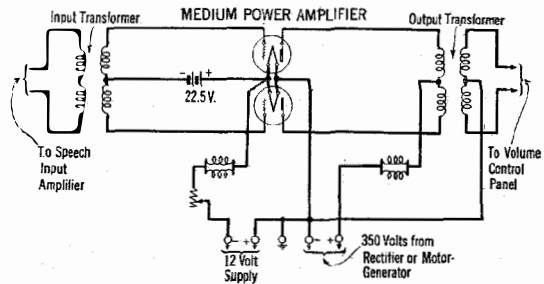 MEDIUM POWER AMPLIFIER
Input Transformer
Output Transformer
- +
22.5 V.
To Speech
Input
Amplifier
To Volume
Control
Panel
- +
- +
12 Volt
Supply
350 Volts from
Rectifier or Motor-
Generator